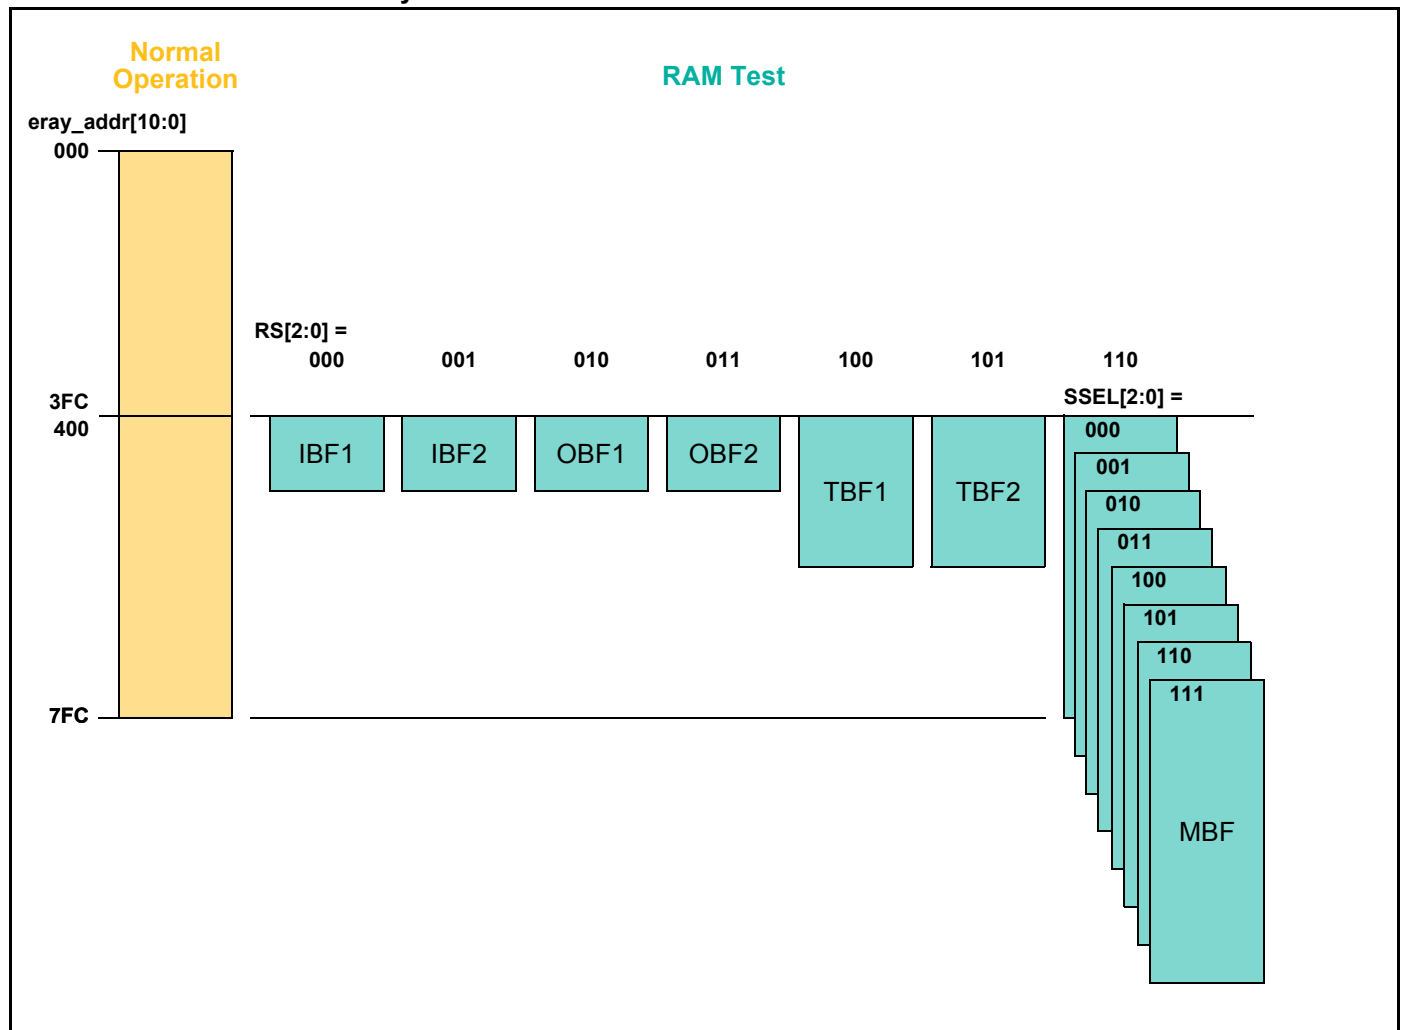 Normal
Operation
RAM Test
eray_addr[10:0]
000
RS[2:0] =
000 001 010 011 100 101 110
3FC
SSEL[2:0] =
400
000
IBF1 IBF2 OBF1 OBF2
001
TBF1 TBF2
010
011
100
101
110
111
7FC
MBF